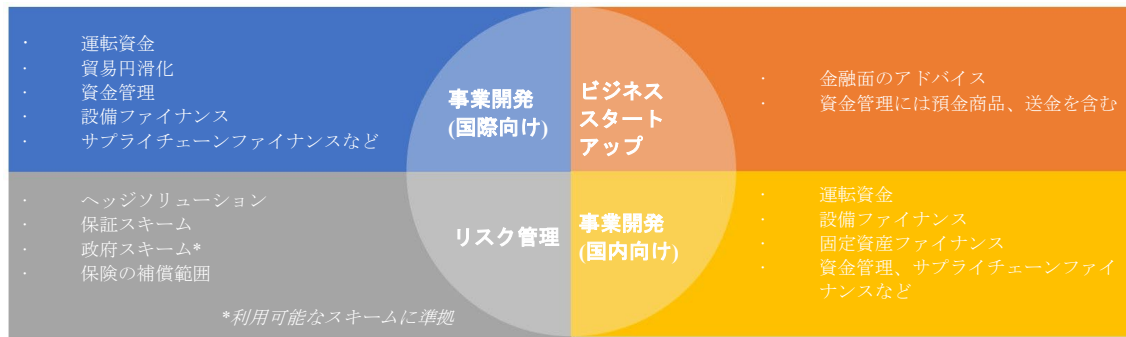 · 運転資金
· 貿易円滑化
· 資金管理
· 設備ファイナンス
· サプライチェーンファイナンスなど
事業開発
(国際向け)
ビジネス
スタート
アップ
· 金融面のアドバイス
· 資金管理には預金商品、送金を含む
· ヘッジソリューション
· 保証スキーム
· 政府スキーム*
· 保険の補償範囲
*利用可能なスキームに準拠
リスク管理
事業開発
(国内向け)
· 運転資金
· 設備ファイナンス
· 固定資産ファイナンス
· 資金管理、サプライチェーンファイ
ナンスなど